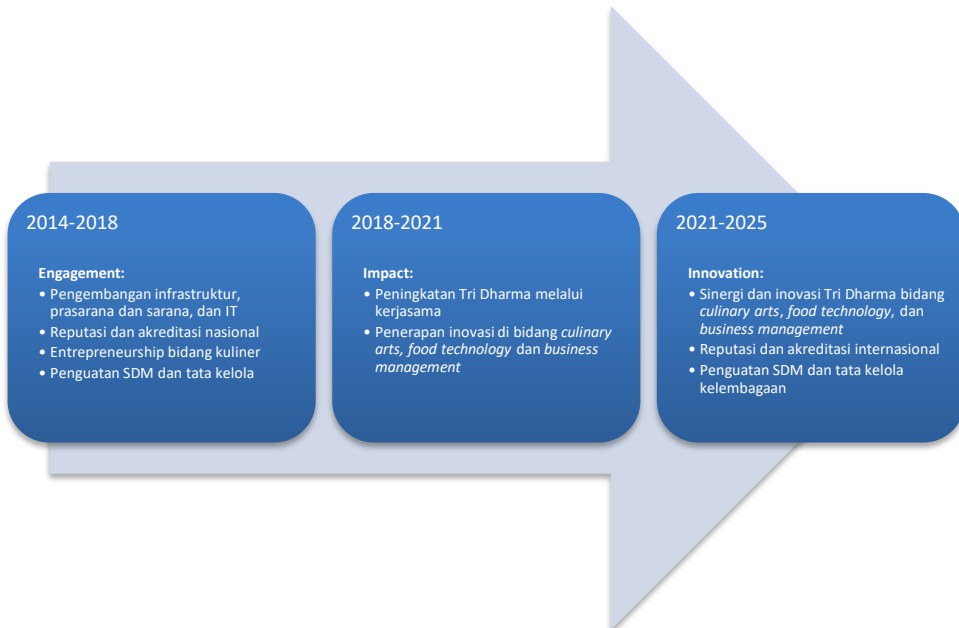 2014-2018
Engagement:
• Pengembangan infrastruktur,
prasarana dan sarana, dan IT
• Reputasi dan akreditasi nasional
• Entrepreneurship bidang kuliner
• Penguatan SDM dan tata kelola
2018-2021
Impact:
• Peningkatan Tri Dharma melalui
kerjasama
• Penerapan inovasi di bidang culinary
arts, food technology dan business
management
2021-2025
Innovation:
• Sinergi dan inovasi Tri Dharma bidang
culinary arts, food technology, dan
business management
• Reputasi dan akreditasi internasional
• Penguatan SDM dan tata kelola
kelembagaan